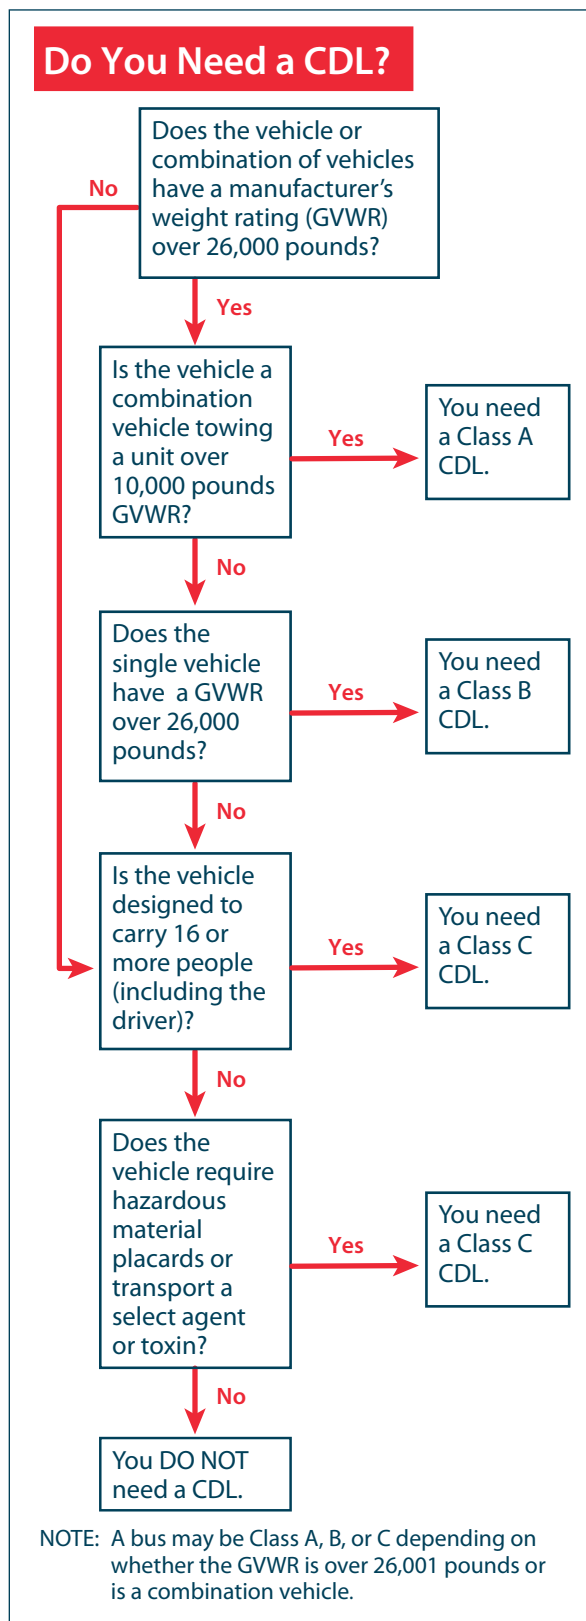 Do You Need a CDL?
Does the vehicle or
combination of vehicles
have a manufacturer’s
weight rating (GVWR)
over 26,000 pounds?
No
Yes
Is the vehicle a
combination
vehicle towing
a unit over
10,000 pounds
GVWR?
Yes
You need
a Class A
CDL.
No
Does the
single vehicle
have a GVWR
over 26,000
pounds?
Yes
You need
a Class B
CDL.
No
Is the vehicle
designed to
carry 16 or
more people
(including the
driver)?
Yes
You need
a Class C
CDL.
No
Does the
vehicle require
hazardous
material
placards or
transport a
select agent
or toxin?
Yes
You need
a Class C
CDL.
No
You DO NOT
need a CDL.
NOTE: A bus may be Class A, B, or C depending on
whether the GVWR is over 26,001 pounds or
is a combination vehicle.